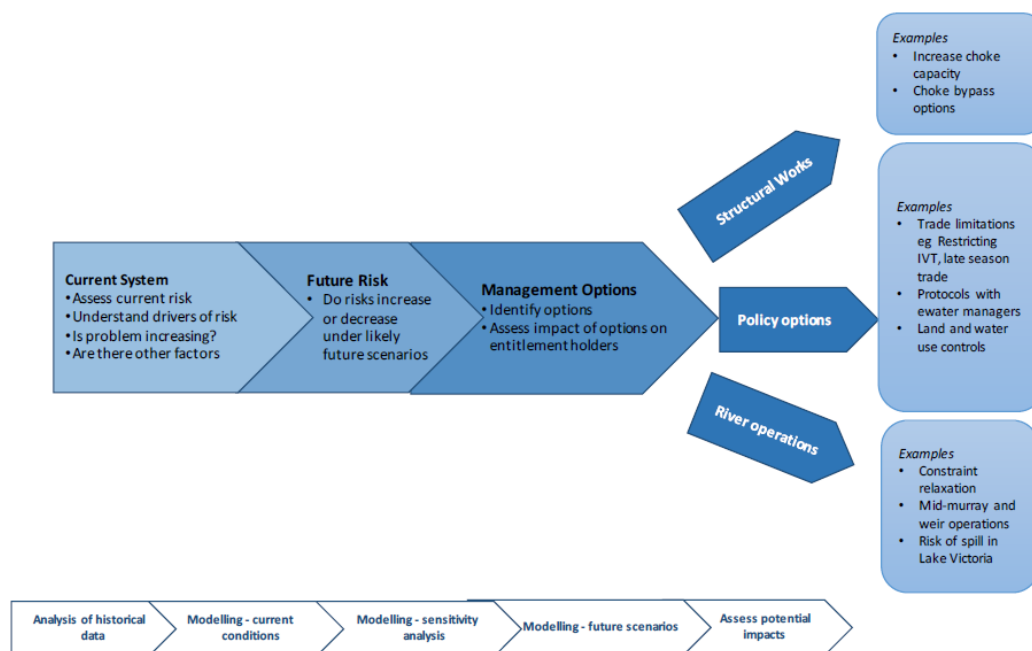 Current System
•Assess current risk
•Understand drivers of risk
•Is problem increasing?
•Are there other factors
Future Risk
• Do risks increase
or decrease
under likely
future scenarios
Management Options
•Identify options
•Assess impact of options on
entitlement holders
Structural Works
Policy options
River operations
Examples
• Increase choke
capacity
• Choke bypass
options
Examples
• Trade limitations
eg Restricting
IVT, late season
trade
• Protocols with
ewater managers
• Land and water
use controls
Examples
• Constraint
relaxation
• Mid-murray and
weir operations
• Risk of spill in
Lake Victoria
Analysis of historical
data
Modelling - current
conditions
Modelling - sensitivity
analysis
Modelling - future scenarios
Assess potential
impacts